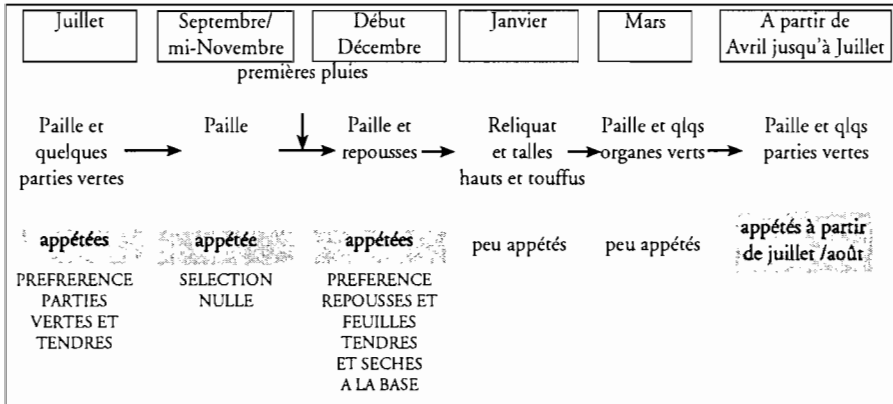 Juillet
Septembre/
mi-Novembre
Début
Décembre
Janvier
Mars
A partir de
Avril jusqu'à Juillet
premières pluies
Paille et
quelques
parties vertes
Paille
Paille et
repousses
Reliquat
et talles
hauts et touffus
Paille et qlqs
organes verts
Paille et qlqs
parties vertes
appétées
appétée
appétées
peu appétés
peu appétés
appétés à partir
de juillet /août
PREFRERENCE
PARTIES
VERTES ET
TENDRES
SELECTION
NULLE
PREFERENCE
REPOUSSES ET
FEUILLES
TENDRES
ET SECHES
A LA BASE